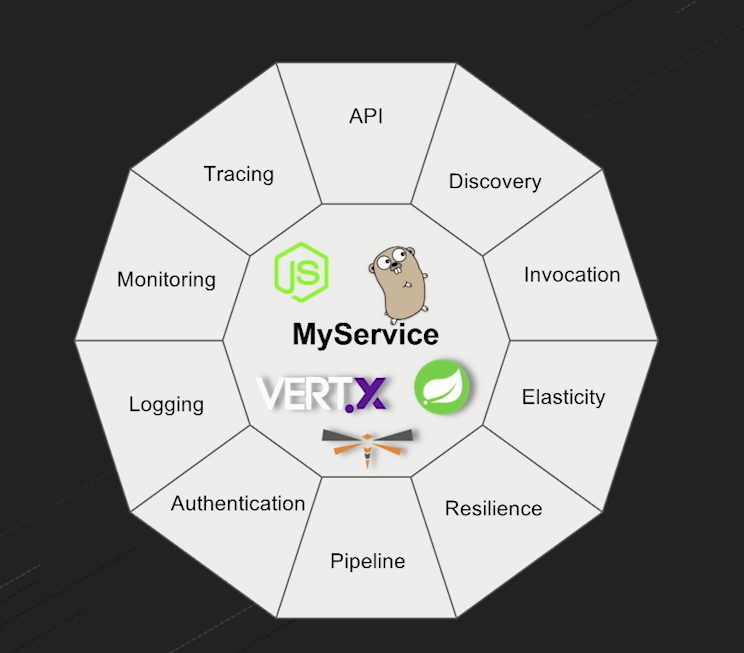 API
Discovery
Invocation
Elasticity
Resilience
Pipeline
Authentication
Logging
Monitoring
Tracing
JS
MyService
VERT.X